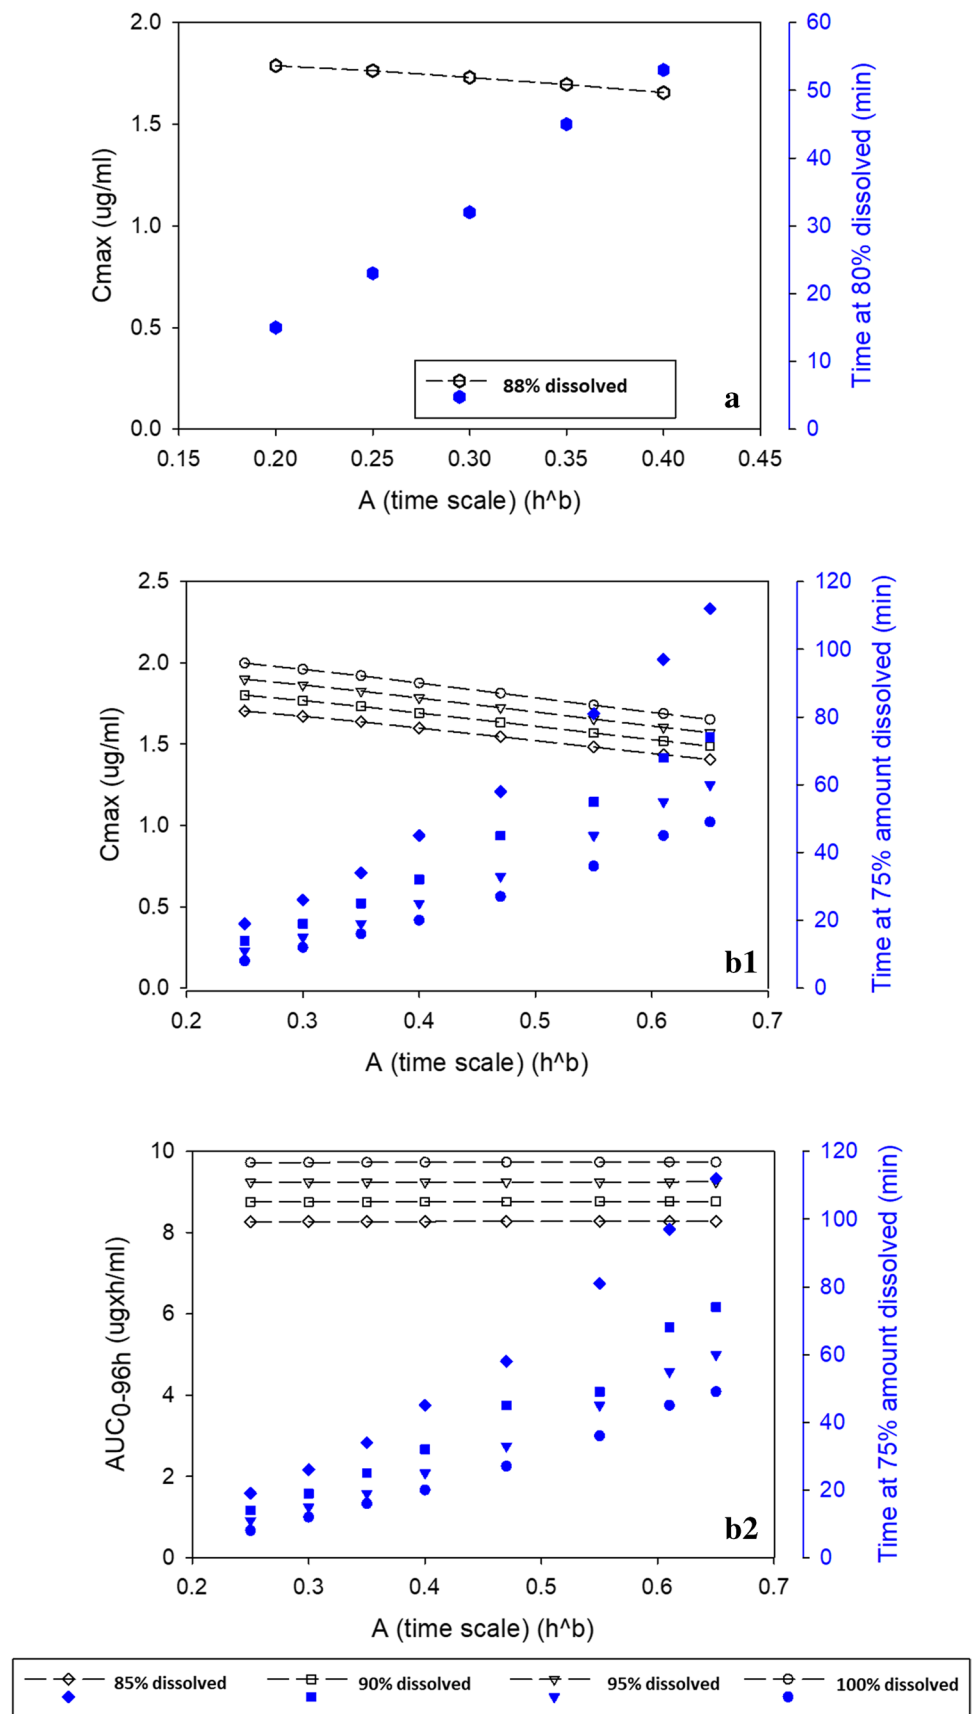 2.0
1.5
1.0
0.5
0.0
Cmax (ug/ml)
60
50
40
30
20
10
0
Time at 80% dissolved (min)
88% dissolved
a
0.15 0.20 0.25 0.30 0.35 0.40 0.45
A (time scale) (h^b)
2.5
2.0
1.5
1.0
0.5
0.0
Cmax (ug/ml)
120
100
80
60
40
20
0
Time at 75% amount dissolved (min)
b1
0.2 0.3 0.4 0.5 0.6 0.7
A (time scale) (h^b)
10
8
6
4
2
0
AUC0-96h (ugxh/ml)
120
100
80
60
40
20
0
Time at 75% amount dissolved (min)
b2
0.2 0.3 0.4 0.5 0.6 0.7
A (time scale) (h^b)
85% dissolved 90% dissolved 95% dissolved 100% dissolved